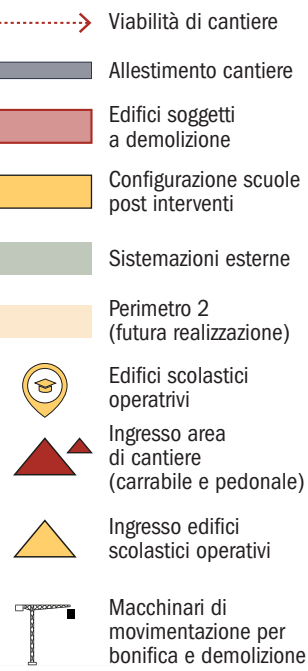 Viabilità di cantiere
Allestimento cantiere
Edifici soggetti
a demolizione
Configurazione scuole
post interventi
Sistemazioni esterne
Perimetro 2
(futura realizzazione)
Edifici scolastici
operatrivi
Ingresso area
di cantiere
(carrabile e pedonale)
Ingresso edifici
scolastici operativi
Macchinari di
movimentazione per
bonifica e demolizione